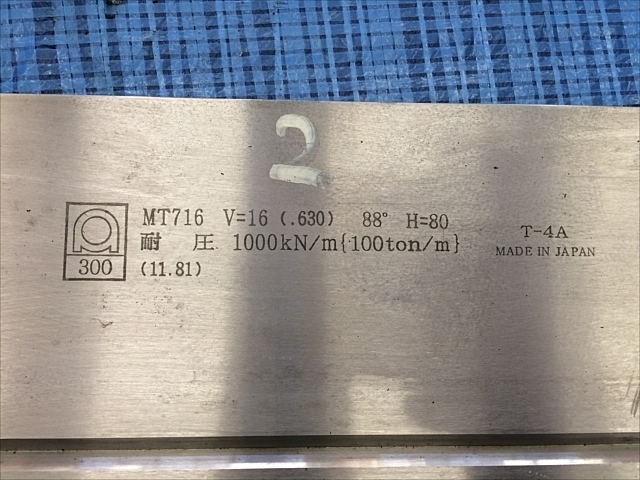 2
MT716 V=16 (.630) 88° H=80
耐 圧 1000kN/m{100ton/m}
300 (11.81)
T-4A
MADE IN JAPAN